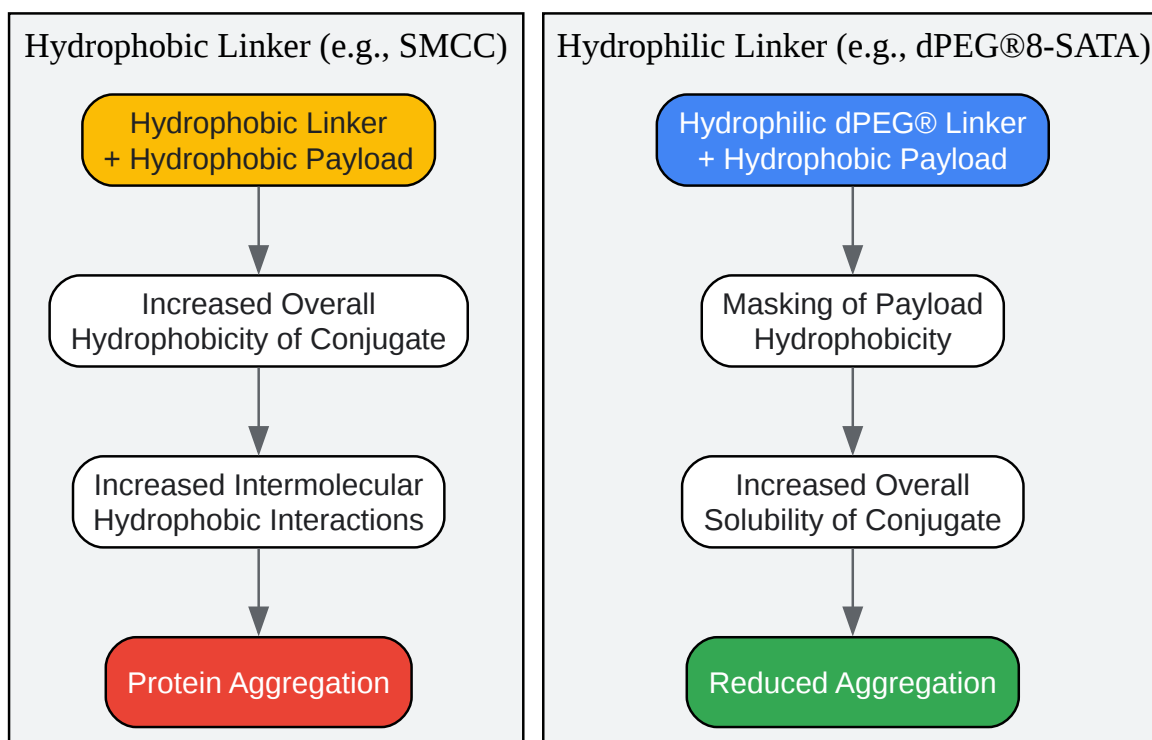 Hydrophobic Linker (e.g., SMCC)
Hydrophobic Linker
+ Hydrophobic Payload
Increased Overall
Hydrophobicity of Conjugate
Increased Intermolecular
Hydrophobic Interactions
Protein Aggregation
Hydrophilic Linker (e.g., dPEG®8-SATA)
Hydrophilic dPEG® Linker
+ Hydrophobic Payload
Masking of Payload
Hydrophobicity
Increased Overall
Solubility of Conjugate
Reduced Aggregation